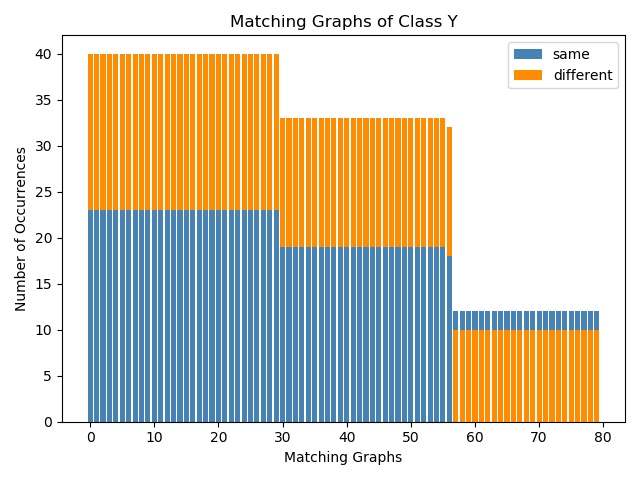 Matching Graphs of Class Y
same
different
Number of Occurrences
40
35
30
25
20
15
10
5
0
0 10 20 30 40 50 60 70 80
Matching Graphs